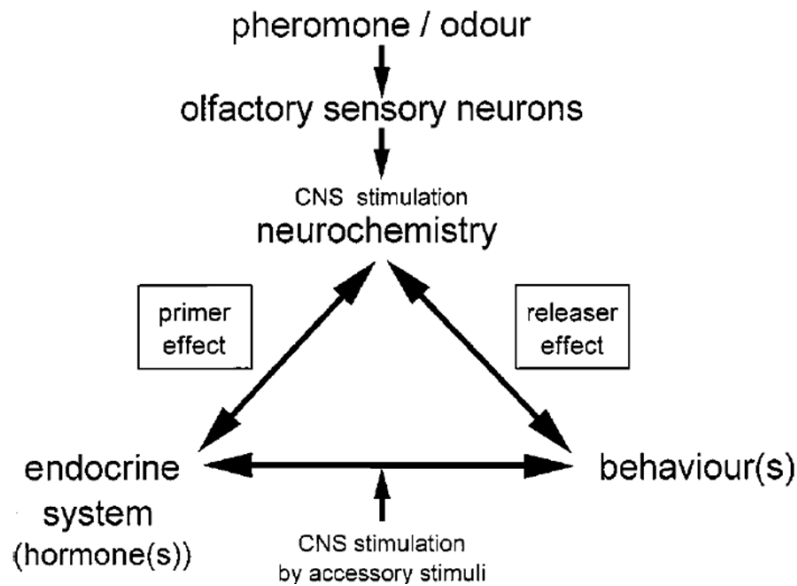 pheromone / odour
olfactory sensory neurons
CNS stimulation
neurochemistry
primer
effect
releaser
effect
endocrine
system
(hormone(s))
behaviour(s)
CNS stimulation
by accessory stimuli